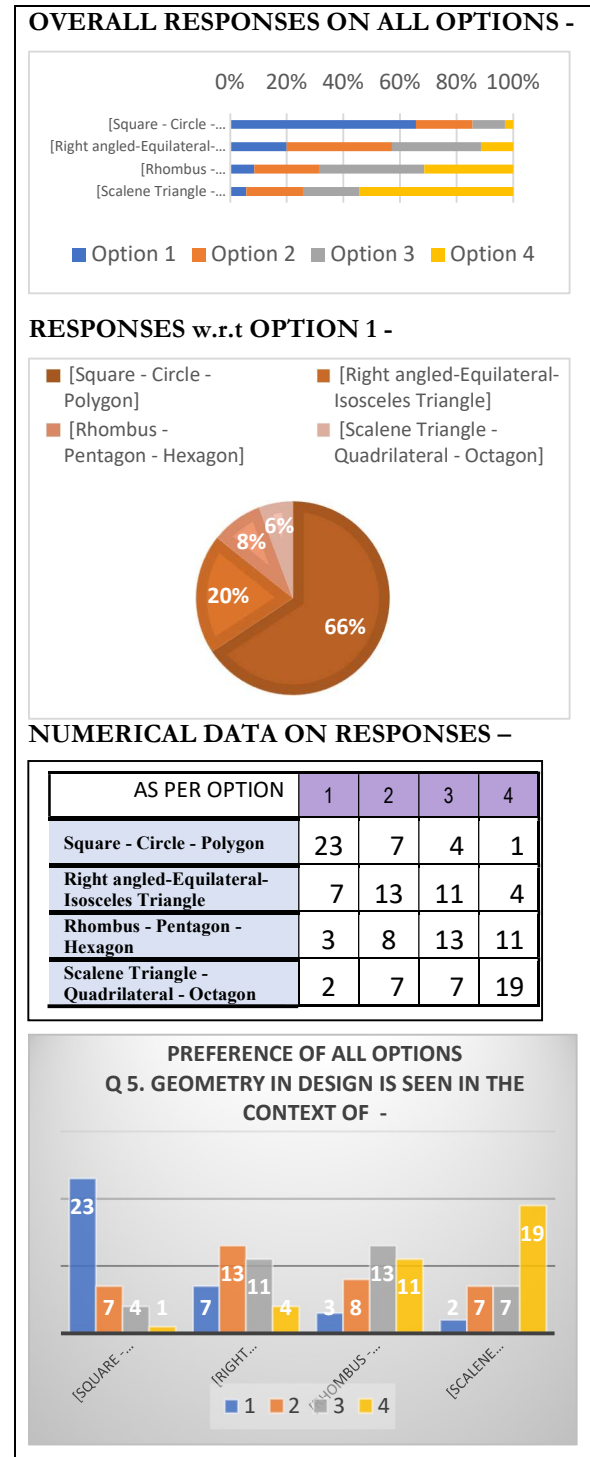 OVERALL RESPONSES ON ALL OPTIONS -
0% 20% 40% 60% 80% 100%
[Square - Circle -...
[Right angled-Equilateral-...
[Rhombus -...
[Scalene Triangle -...
Option 1 Option 2 Option 3 Option 4
RESPONSES w.r.t OPTION 1 -
[Square - Circle -
Polygon]
[Right angled-Equilateral-
Isosceles Triangle]
[Rhombus -
Pentagon - Hexagon]
[Scalene Triangle -
Quadrilateral - Octagon]
6%
8%
20%
66%
NUMERICAL DATA ON RESPONSES –
AS PER OPTION 1 2 3 4
Square - Circle - Polygon 23 7 4 1
Right angled-Equilateral-
Isosceles Triangle 7 13 11 4
Rhombus - Pentagon -
Hexagon 3 8 13 11
Scalene Triangle -
Quadrilateral - Octagon 2 7 7 19
PREFERENCE OF ALL OPTIONS
Q 5. GEOMETRY IN DESIGN IS SEEN IN THE
CONTEXT OF -
23 7 4 1 7 13 11 4 3 8 13 11 2 7 7 19
[SQUARE -...
[RIGHT...
[RHOMBUS -...
[SCALENE...
1 2 3 4